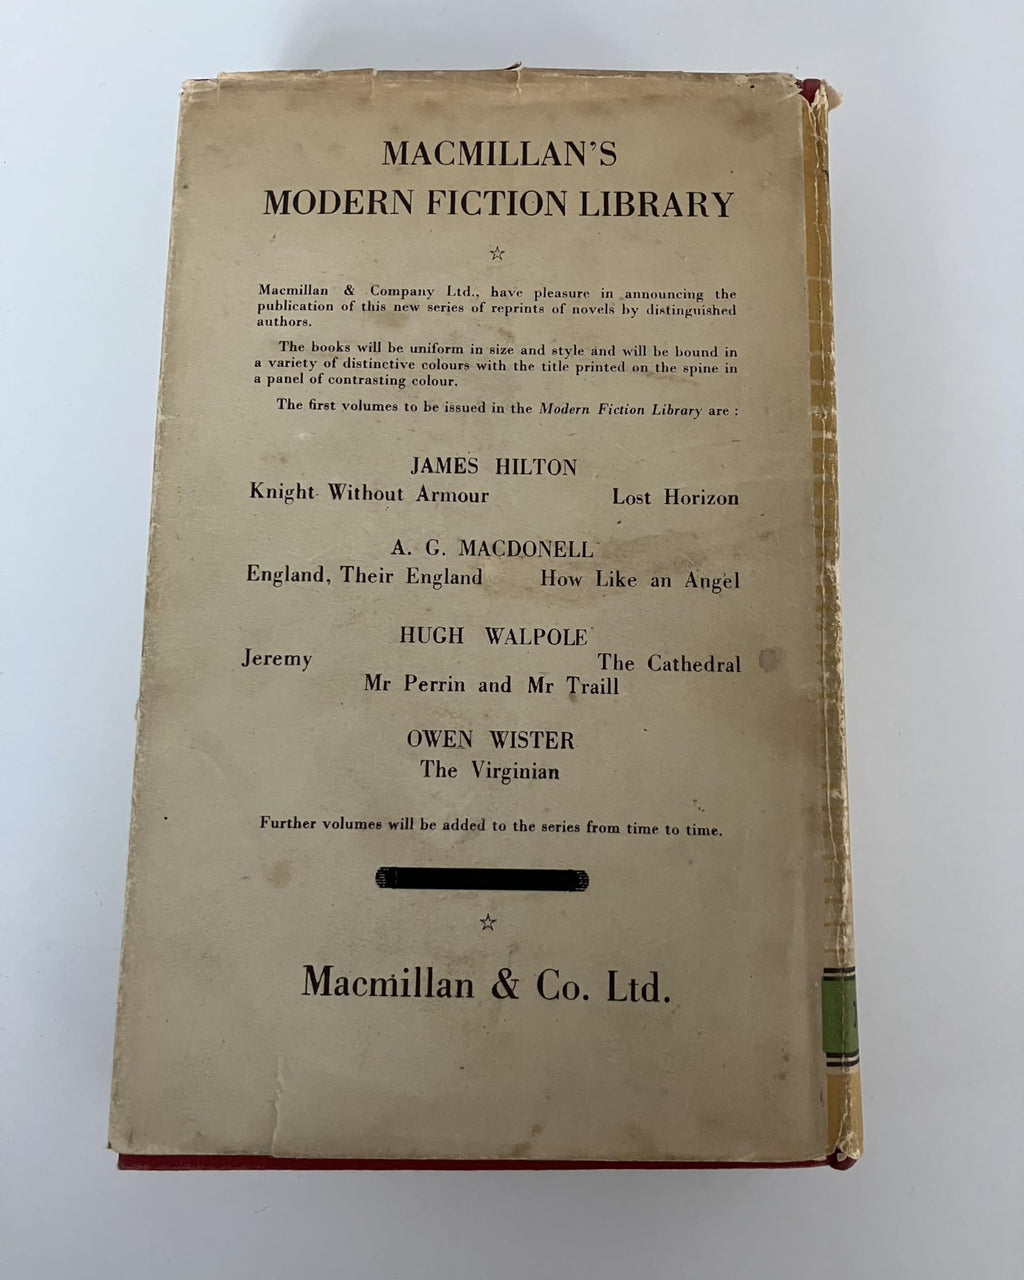 MACMILLAN'S
MODERN FICTION LIBRARY
☆
Macmillan & Company Ltd., have pleasure in announcing the
publication of this new series of reprints of novels by distinguished
authors.
The books will be uniform in size and style and will be bound in
a variety of distinctive colours with the title printed on the spine in
a panel of contrasting colour.
The first volumes to be issued in the Modern Fiction Library are :
JAMES HILTON
Knight Without Armour Lost Horizon
A. G. MACDONELL
England, Their England How Like an Angel
HUGH WALPOLE
Jeremy The Cathedral
Mr Perrin and Mr Traill
OWEN WISTER
The Virginian
Further volumes will be added to the series from time to time.
☆
Macmillan & Co. Ltd.